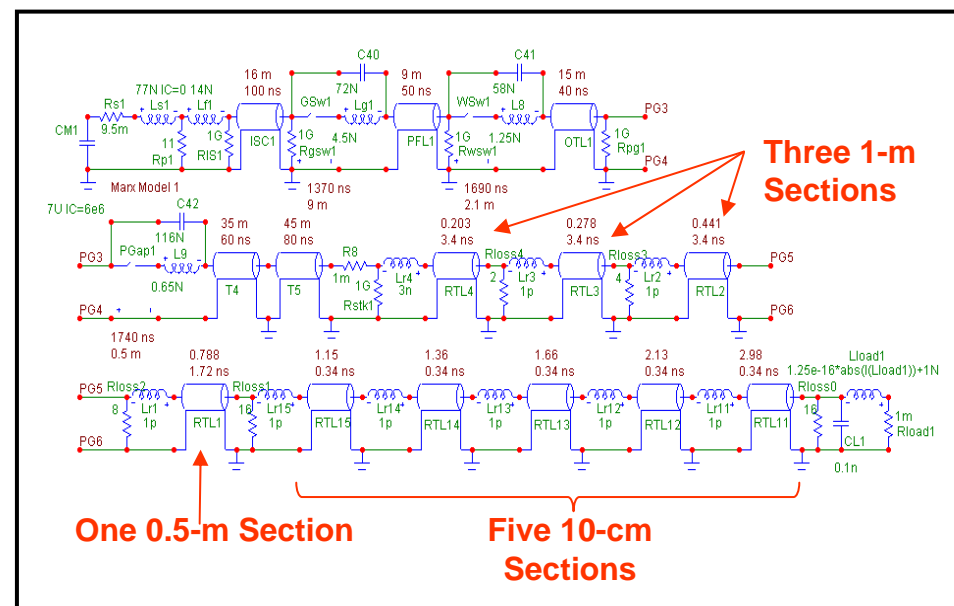 C40
C41
16 m
9 m
15 m
77N IC=0 14N
100 ns
72N
50 ns
58N
40 ns
Rs1
Ls1
Lf1
GSw1
Lg1
WSw1
L8
PG3
9.5m
CM1
1G
ISC1
1G
4.5N
PFL1
1G
1.25N
OTL1
1G
11
Rp1
RIS1
Rgsw1
Rwsw1
Rpg1
PG4
Marx Model 1
1370 ns
9 m
1690 ns
2.1 m
Three 1-m
Sections
7U IC=6e6
C42
116N
35 m
60 ns
45 m
80 ns
0.203
3.4 ns
0.278
3.4 ns
0.441
3.4 ns
PG3
PGap1
L9
R8
Lr4
Rloss4
Lr3
Rloss3
Lr2
PG5
0.65N
1m
1G
3n
2
1p
4
1p
T4
T5
Rstk1
RTL4
RTL3
RTL2
PG4
PG6
1740 ns
0.5 m
0.788
1.72 ns
1.15
0.34 ns
1.36
0.34 ns
1.66
0.34 ns
2.13
0.34 ns
2.98
0.34 ns
Lload1
1.25e-16*abs(I(Lload1))+1N
PG5
Rloss2
Lr1
Rloss1
Lr15
Lr14
Lr13
Lr12
Lr11
Rloss0
8
1p
16
1p
1p
1p
1p
1p
16
1m
RTL1
RTL15
RTL14
RTL13
RTL12
RTL11
CL1
Rload1
PG6
0.1n
One 0.5-m Section
Five 10-cm
Sections